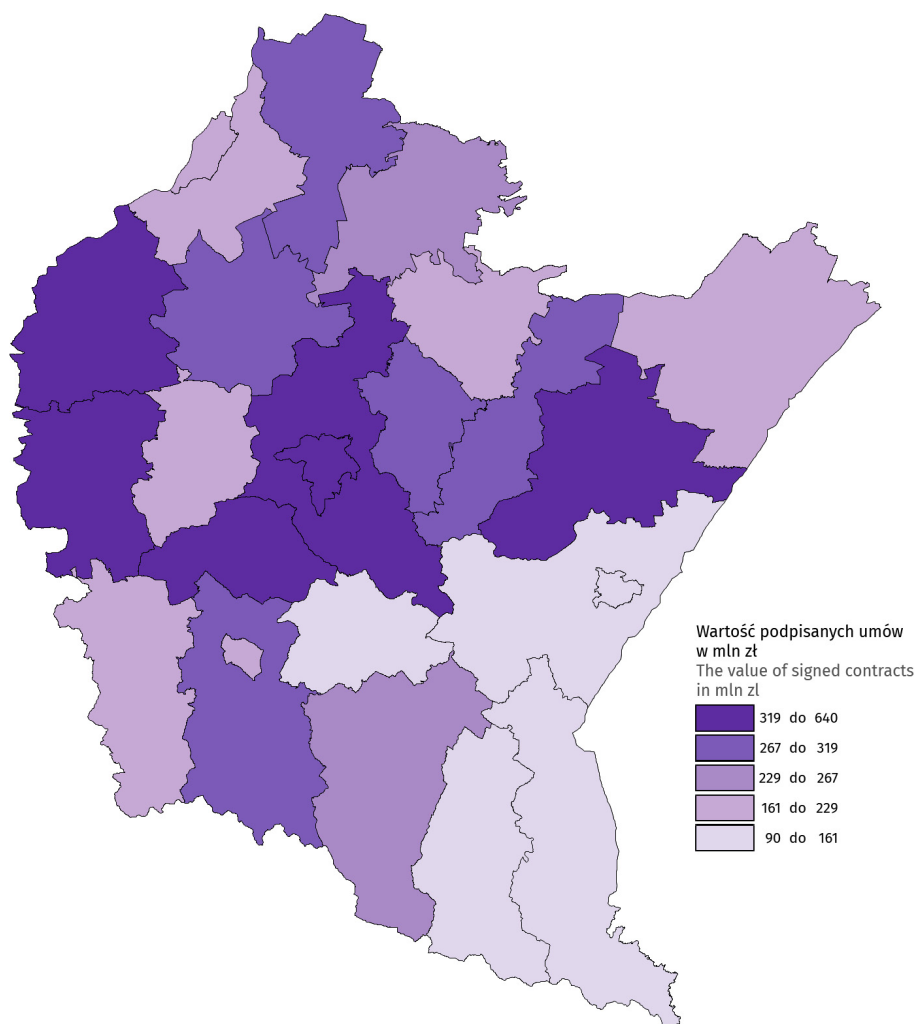 Wartość podpisanych umów
w mln zł
The value of signed contracts
in mln zl
319 do 640
267 do 319
229 do 267
161 do 229
90 do 161